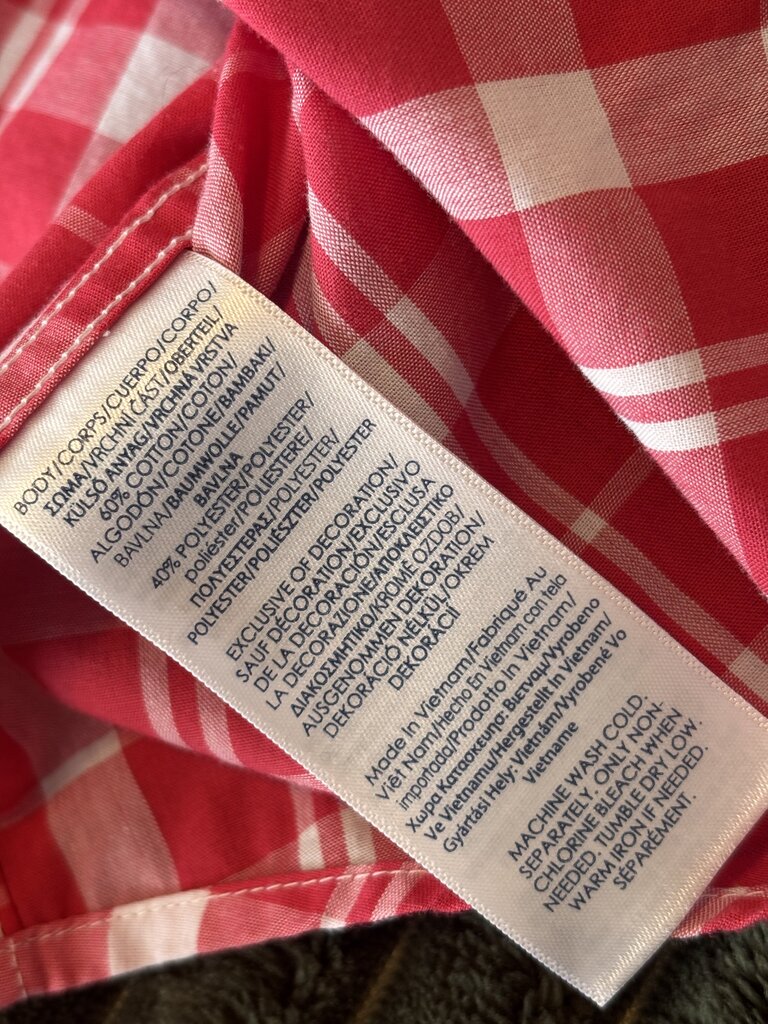 BODY/CORPS/CUERPO/CORPO/
ΣΩΜΑ/VRCHNÍ ČÁST/OBERTEIL/
KÜLSŐ ANYAG/VRCHNÁ VRSTVA
60% COTTON/COTON/
ALGODÓN/COTONE/BAMBAKI/
BAVLNA/BAUMWOLLE/PAMUT/
BAVLNA
40% POLYESTER/POLYESTER/
poliéster/POLIESTERE/
ΠΟΛΥΕΣΤΕΡΑΣ/POLYESTER/
POLYESTER/POLIÉSZTER/POLYESTER
EXCLUSIVE OF DECORATION/
SAUF DÉCORATION/EXCLUSIVO
DE LA DECORACIÓN/ESCLUSA
LA DECORAZIONE/ΑΠΟΚΛΕΙΣΤΙΚΟ
ΔΙΑΚΟΣΜΗΤΙΚΟ/KROMĚ OZDOB/
AUSGENOMMEN DEKORATION/
DEKORÁCIÓ NÉLKÜL/OKREM
DEKORÁCIÍ
Made In Vietnam/Fabriqué Au
Việt Nam/Hecho En Vietnam con tela
importada/Prodotto In Vietnam/
Χωρα Κατασκευησ: Βιετναμ/Vyrobeno
Ve Vietnamu/Hergestellt In Vietnam/
Gyártási Hely: Vietnam/Vyrobené Vo
Vietname
MACHINE WASH COLD.
SEPARATELY. ONLY NON-
CHLORINE BLEACH WHEN
NEEDED. TUMBLE DRY LOW.
WARM IRON IF NEEDED.
SÉPARÉMENT.